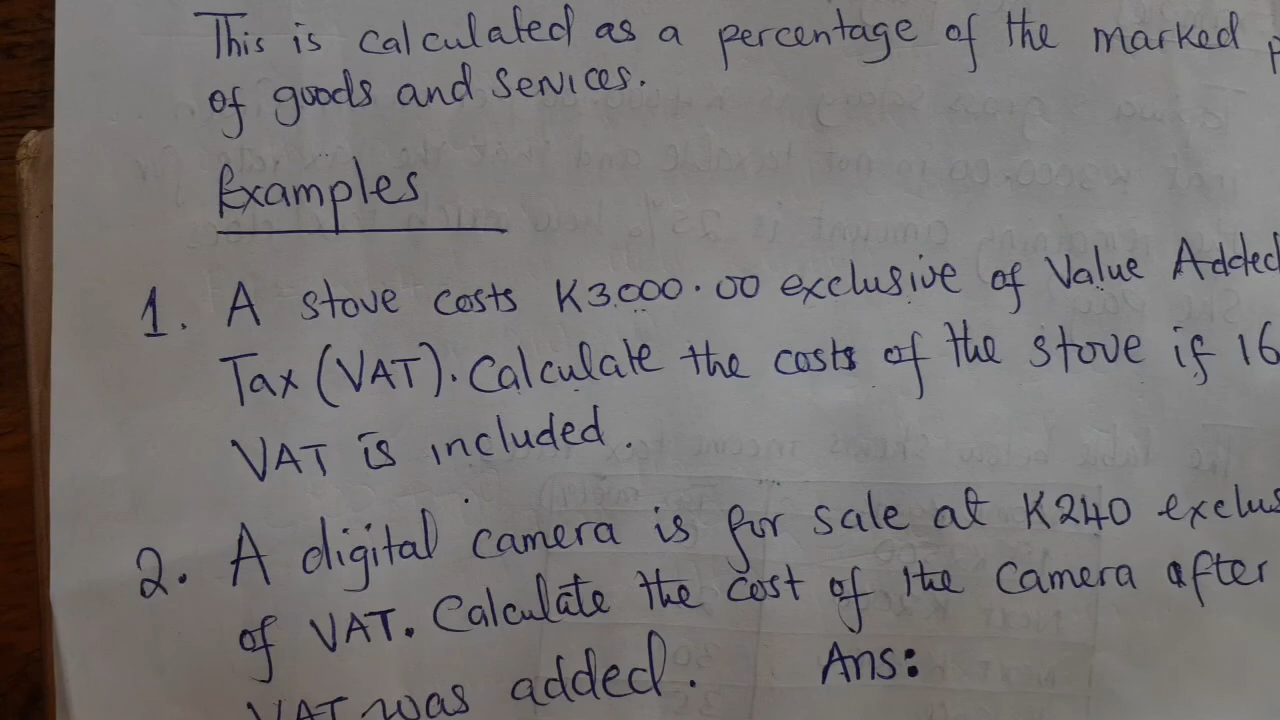 This is calculated as a percentage of the marked
of goods and services.
Examples
1. A stove costs K3000.00 exclusive of Value Added
Tax (VAT). Calculate the costs of the stove if 16
VAT is included.
2. A digital camera is for sale at K240 exclus
of VAT. Calculate the cost of the camera after
VAT was added. Ans: